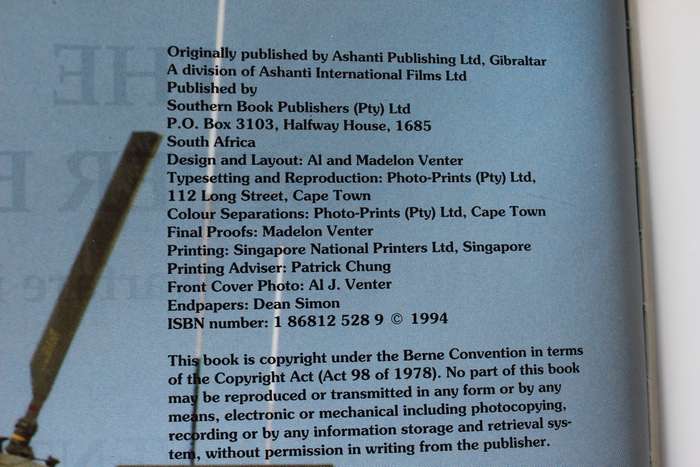 Originally published by Ashanti Publishing Ltd, Gibraltar
A division of Ashanti International Films Ltd
Published by
Southern Book Publishers (Pty) Ltd
P.O. Box 3103, Halfway House, 1685
South Africa
Design and Layout: Al and Madelon Venter
Typesetting and Reproduction: Photo-Prints (Pty) Ltd,
112 Long Street, Cape Town
Colour Separations: Photo-Prints (Pty) Ltd, Cape Town
Final Proofs: Madelon Venter
Printing: Singapore National Printers Ltd, Singapore
Printing Adviser: Patrick Chung
Front Cover Photo: Al J. Venter
Endpapers: Dean Simon
ISBN number: 1 86812 528 9 © 1994
This book is copyright under the Berne Convention in terms
of the Copyright Act (Act 98 of 1978). No part of this book
may be reproduced or transmitted in any form or by any
means, electronic or mechanical including photocopying,
recording or by any information storage and retrieval sys-
tem, without permission in writing from the publisher.